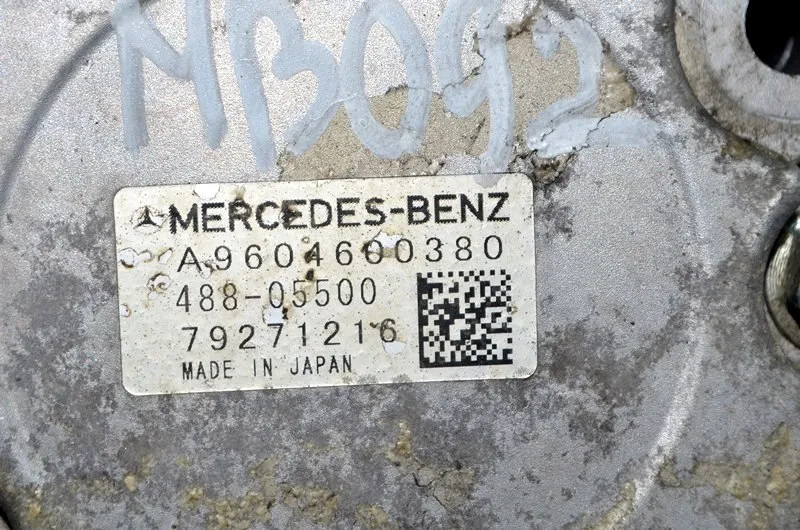 MB092
MERCEDES-BENZ
A9604600380
488-05500
79271216
MADE IN JAPAN